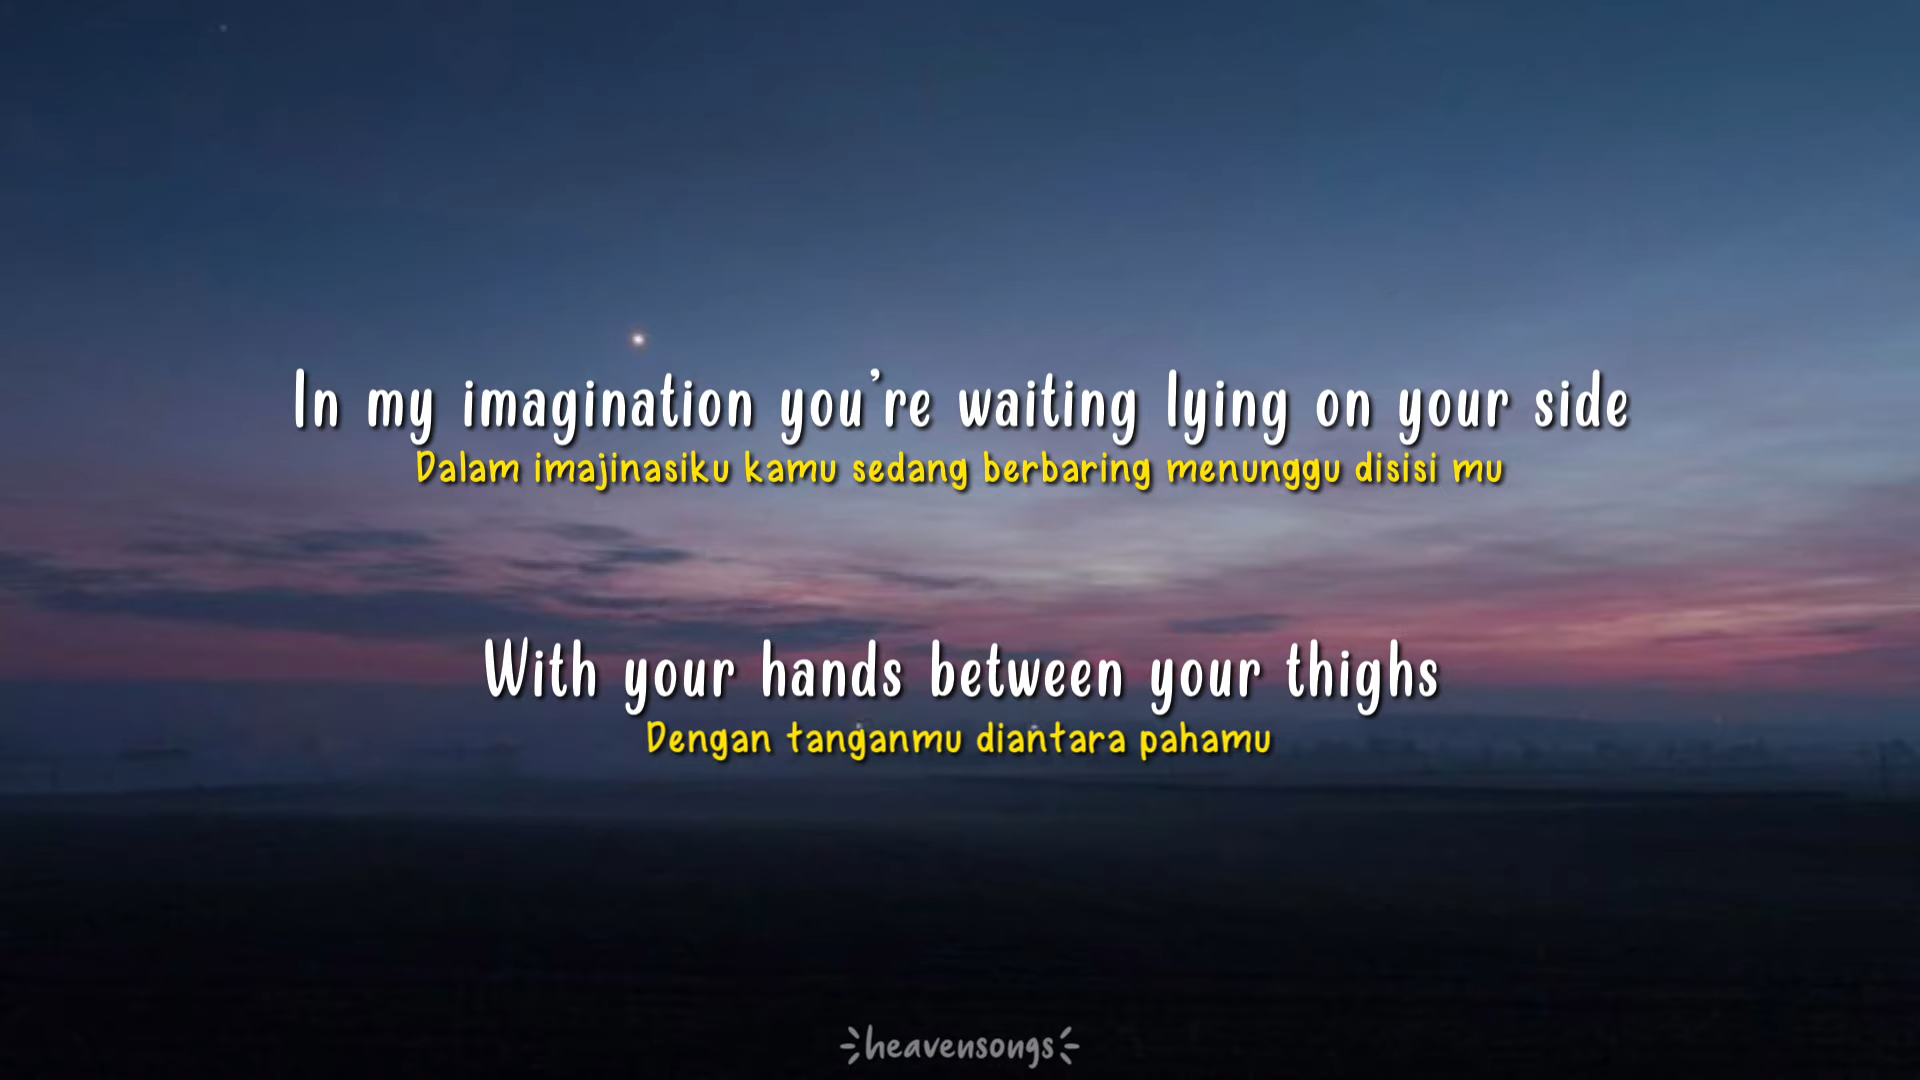 In my imagination you're waiting lying on your side
Dalam imajinasiku kamu sedang berbaring menunggu disisi mu
With your hands between your thighs
Dengan tanganmu diantara pahamu
heavensongs